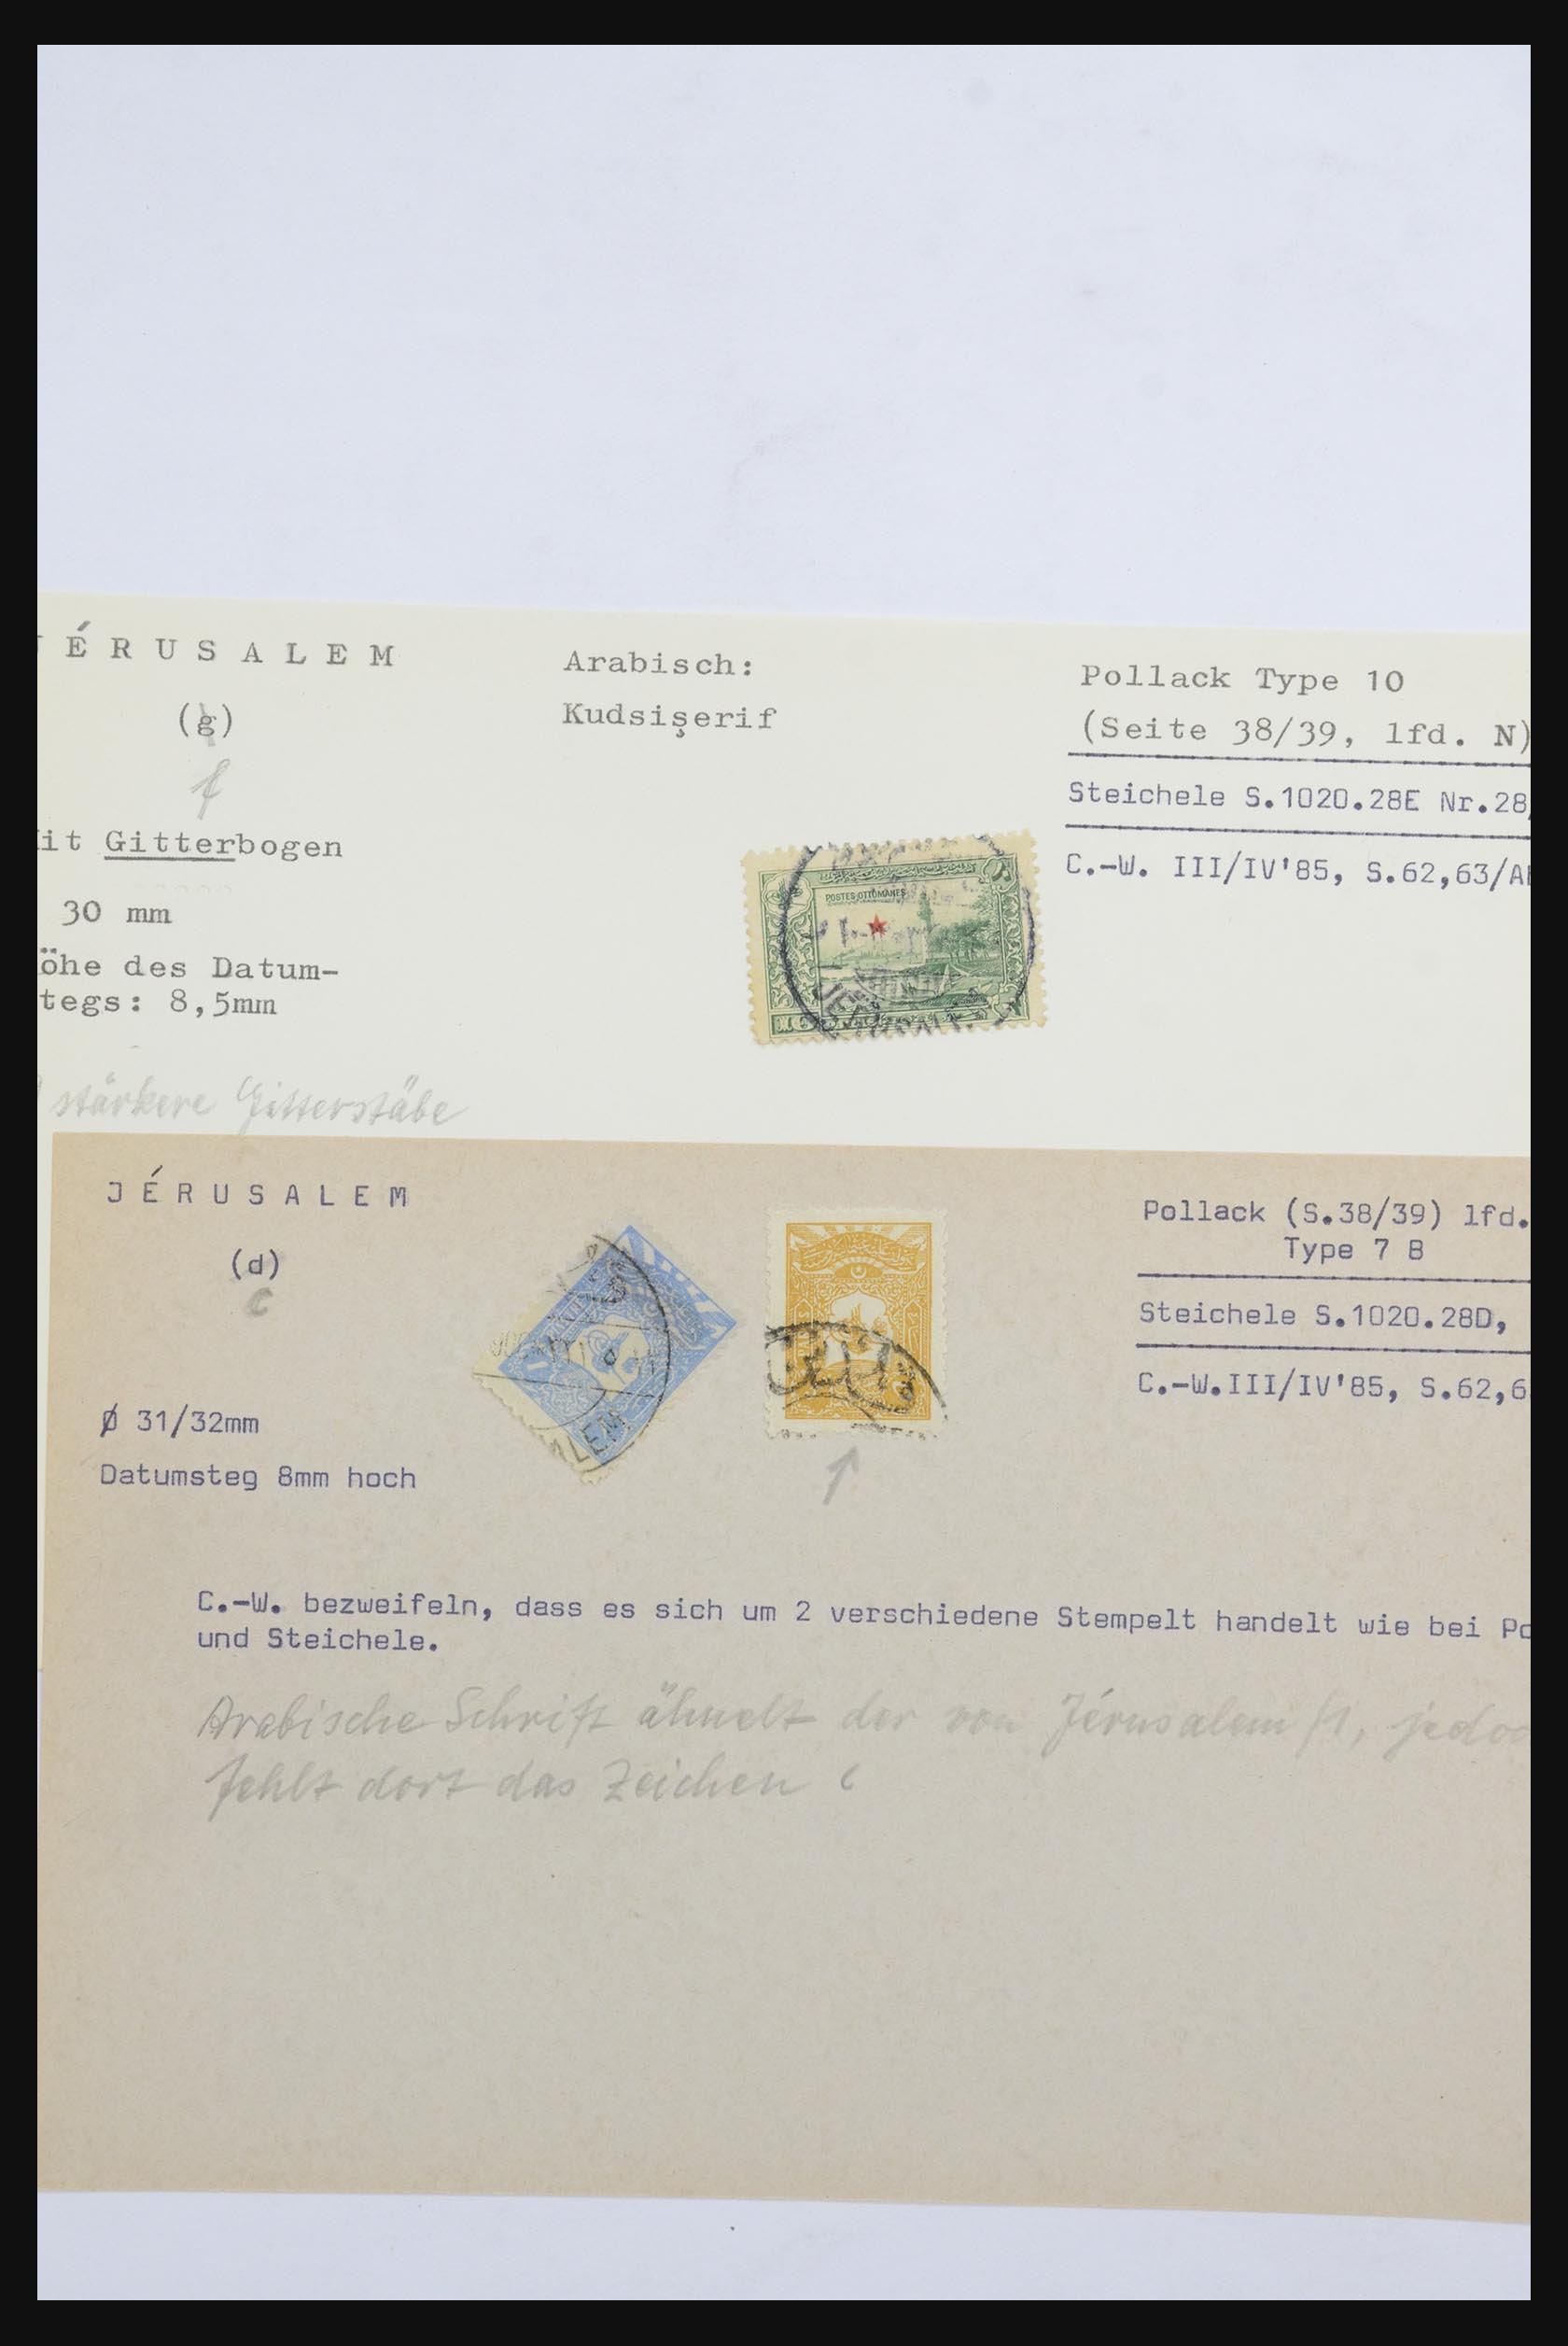 JÉRUSALEM
Arabisch:
Kudsişerif
Pollack Type 10
(Seite 38/39, lfd. N)
(g)
f
Steichele S.1020.28E Nr.28,
C.-W. III/IV'85, S.62,63/A
it Gitterbogen
30 mm
öhe des Datum-
tegs: 8,5mm
POSTES OTTOMANES
JÉRUSALE
stärkere Gitterstäbe
JÉRUSALEM
(d)
c
Pollack (S.38/39) lfd.
Type 7 B
Steichele S.1020.28D,
C.-W.III/IV'85, S.62,6
ALEM
Ø 31/32mm
Datumsteg 8mm hoch
C.-W. bezweifeln, dass es sich um 2 verschiedene Stempelt handelt wie bei Po
und Steichele.
Arabische Schrift ähnelt der von Jérusalem /1, jedoc
fehlt dort das Zeichen